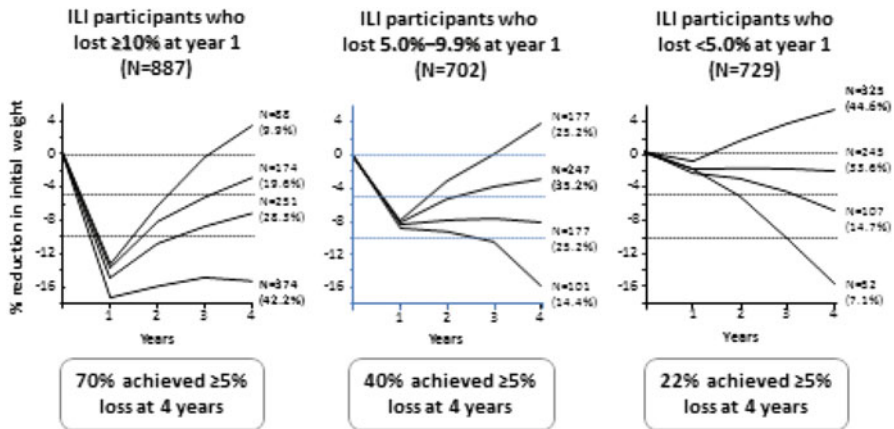 ILI participants who
lost ≥10% at year 1
(N=887)
% reduction in initial weight
4
0
-4
-8
-12
-16
N=88
(9.9%)
N=174
(19.6%)
N=251
(28.3%)
N=374
(42.2%)
1 2 3 4
Years
70% achieved ≥5%
loss at 4 years
ILI participants who
lost 5.0%–9.9% at year 1
(N=702)
4
0
-4
-8
-12
-16
N=177
(25.2%)
N=247
(35.2%)
N=177
(25.2%)
N=101
(14.4%)
1 2 3 4
Years
40% achieved ≥5%
loss at 4 years
ILI participants who
lost <5.0% at year 1
(N=729)
4
0
-4
-8
-12
-16
N=325
(44.6%)
N=245
(33.6%)
N=107
(14.7%)
N=52
(7.1%)
1 2 3 4
Years
22% achieved ≥5%
loss at 4 years